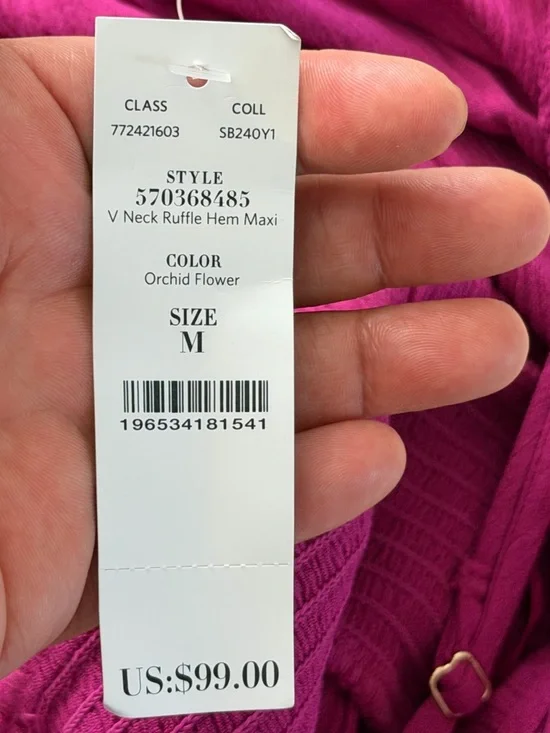 CLASS COLL
772421603 SB240Y1
STYLE
570368485
V Neck Ruffle Hem Maxi
COLOR
Orchid Flower
SIZE
M
196534181541
US:$99.00